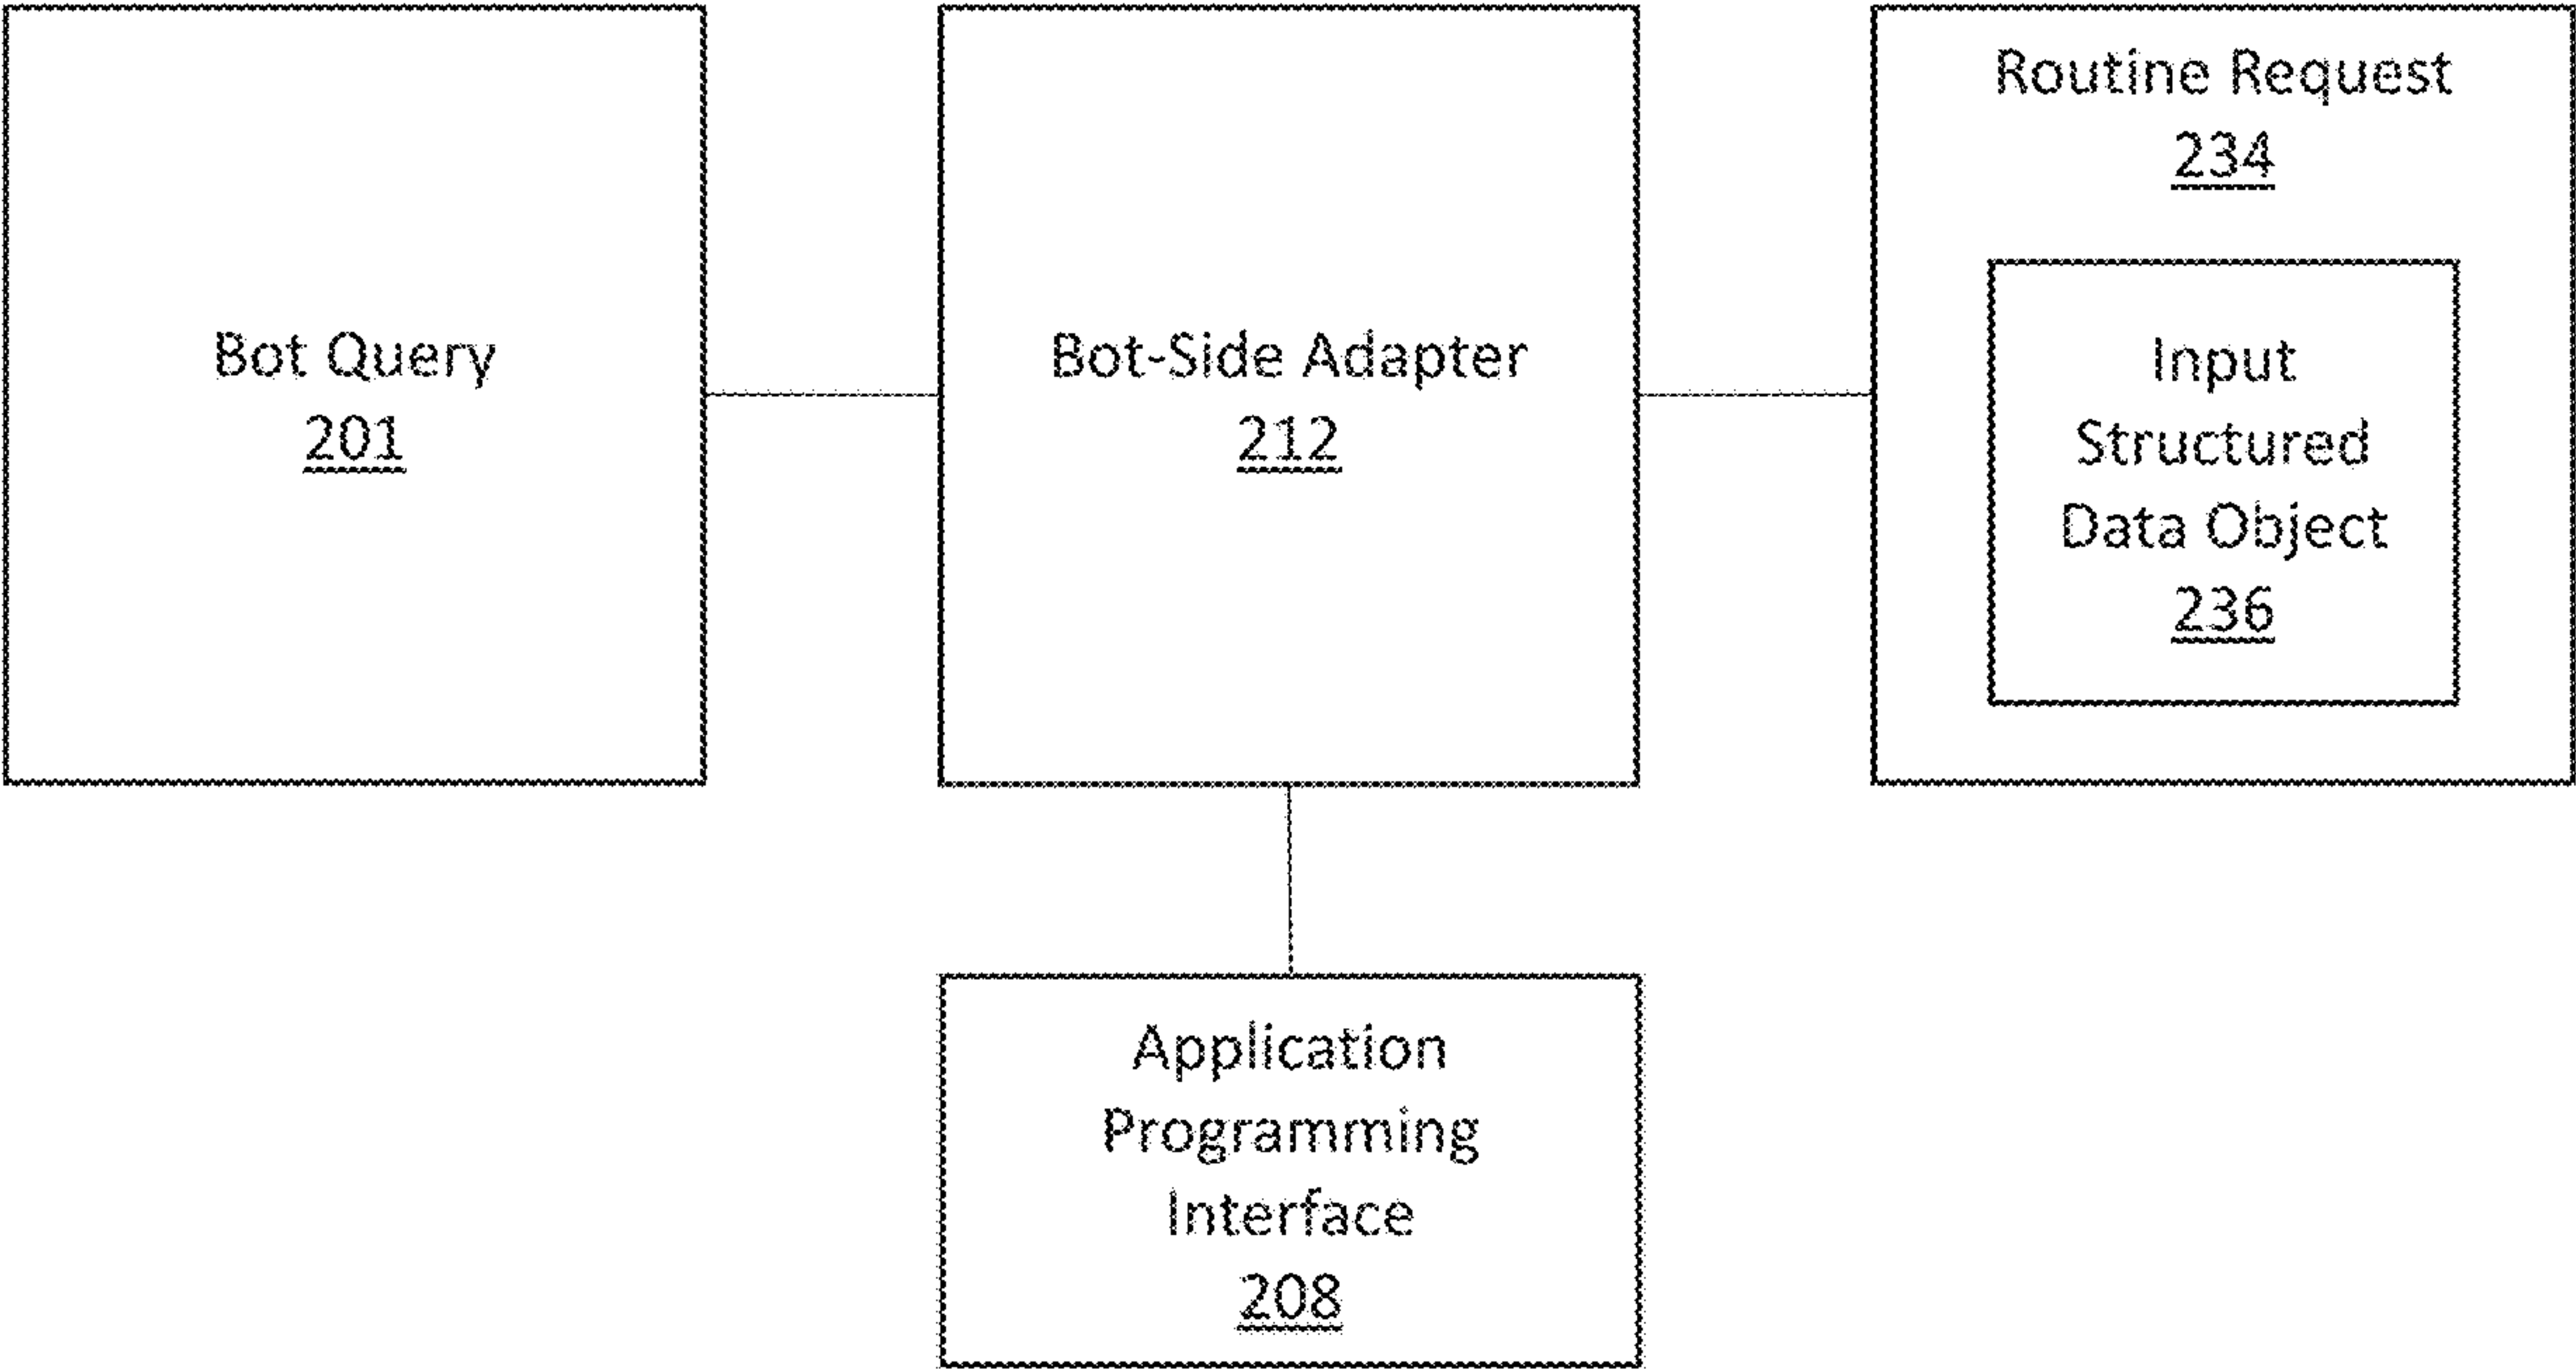 Bot Query
201
Bot-Side Adapter
212
Routine Request
234
Input
Structured
Data Object
236
Application
Programming
Interface
208